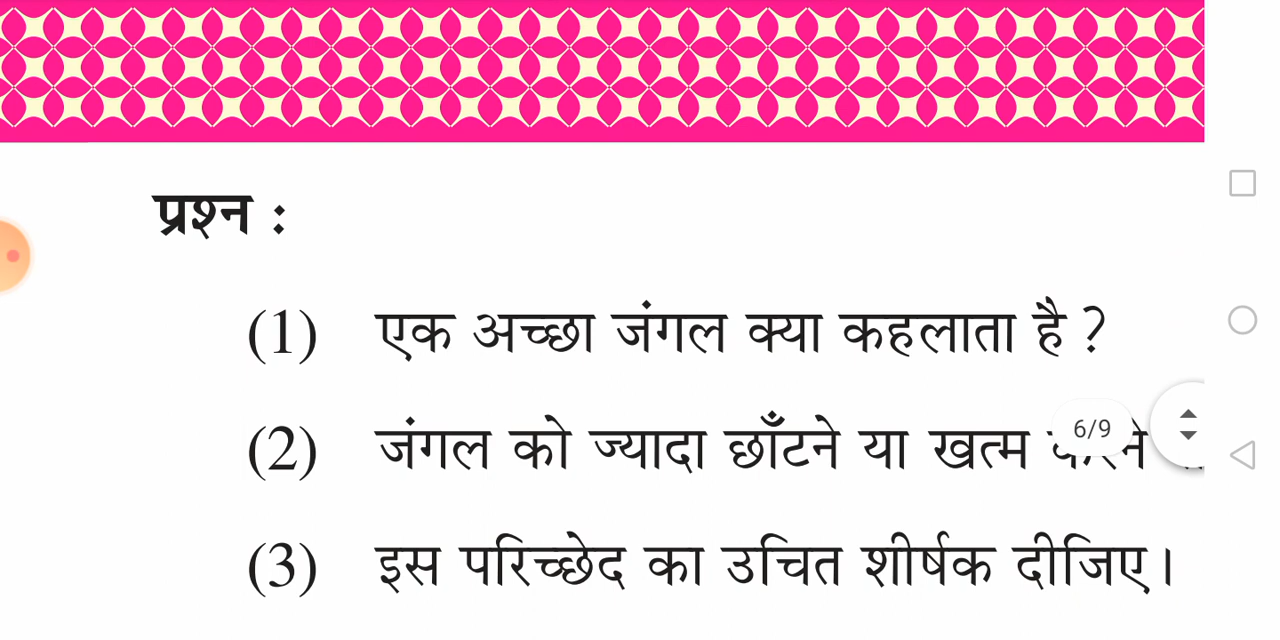 प्रश्न :
(1) एक अच्छा जंगल क्या कहलाता है ?
(2) जंगल को ज्यादा छाँटने या खत्म
6/9
(3) इस परिच्छेद का उचित शीर्षक दीजिए।